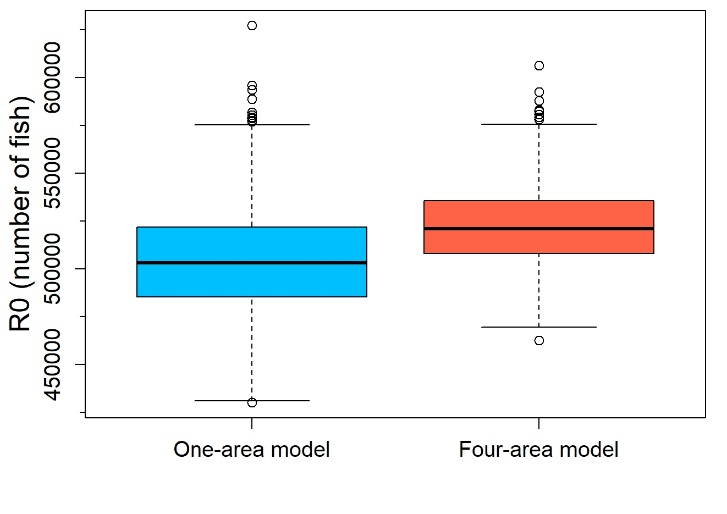 R0 (number of fish)
600000
550000
500000
450000
One-area model
Four-area model